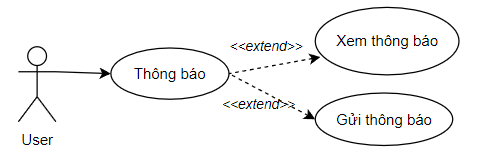 <<extend>>
Xem thông báo
Thông báo
<<extend>>
Gửi thông báo
User